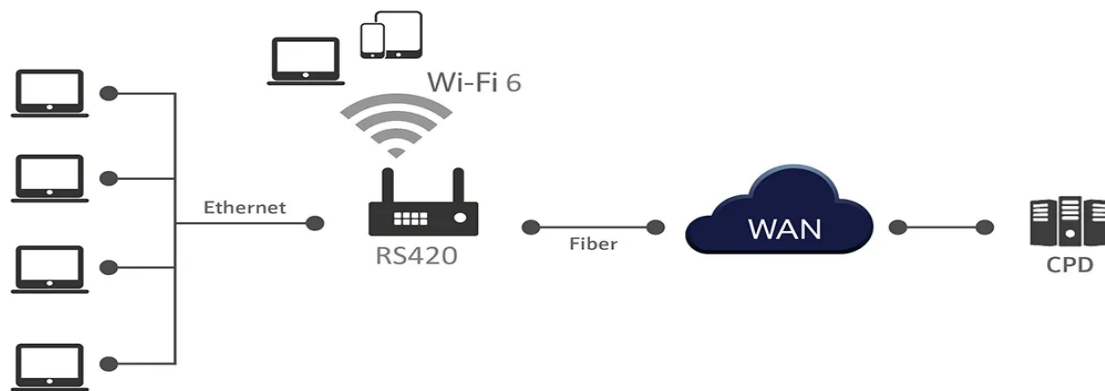 Wi-Fi 6
Ethernet
RS420
Fiber
WAN
CPD